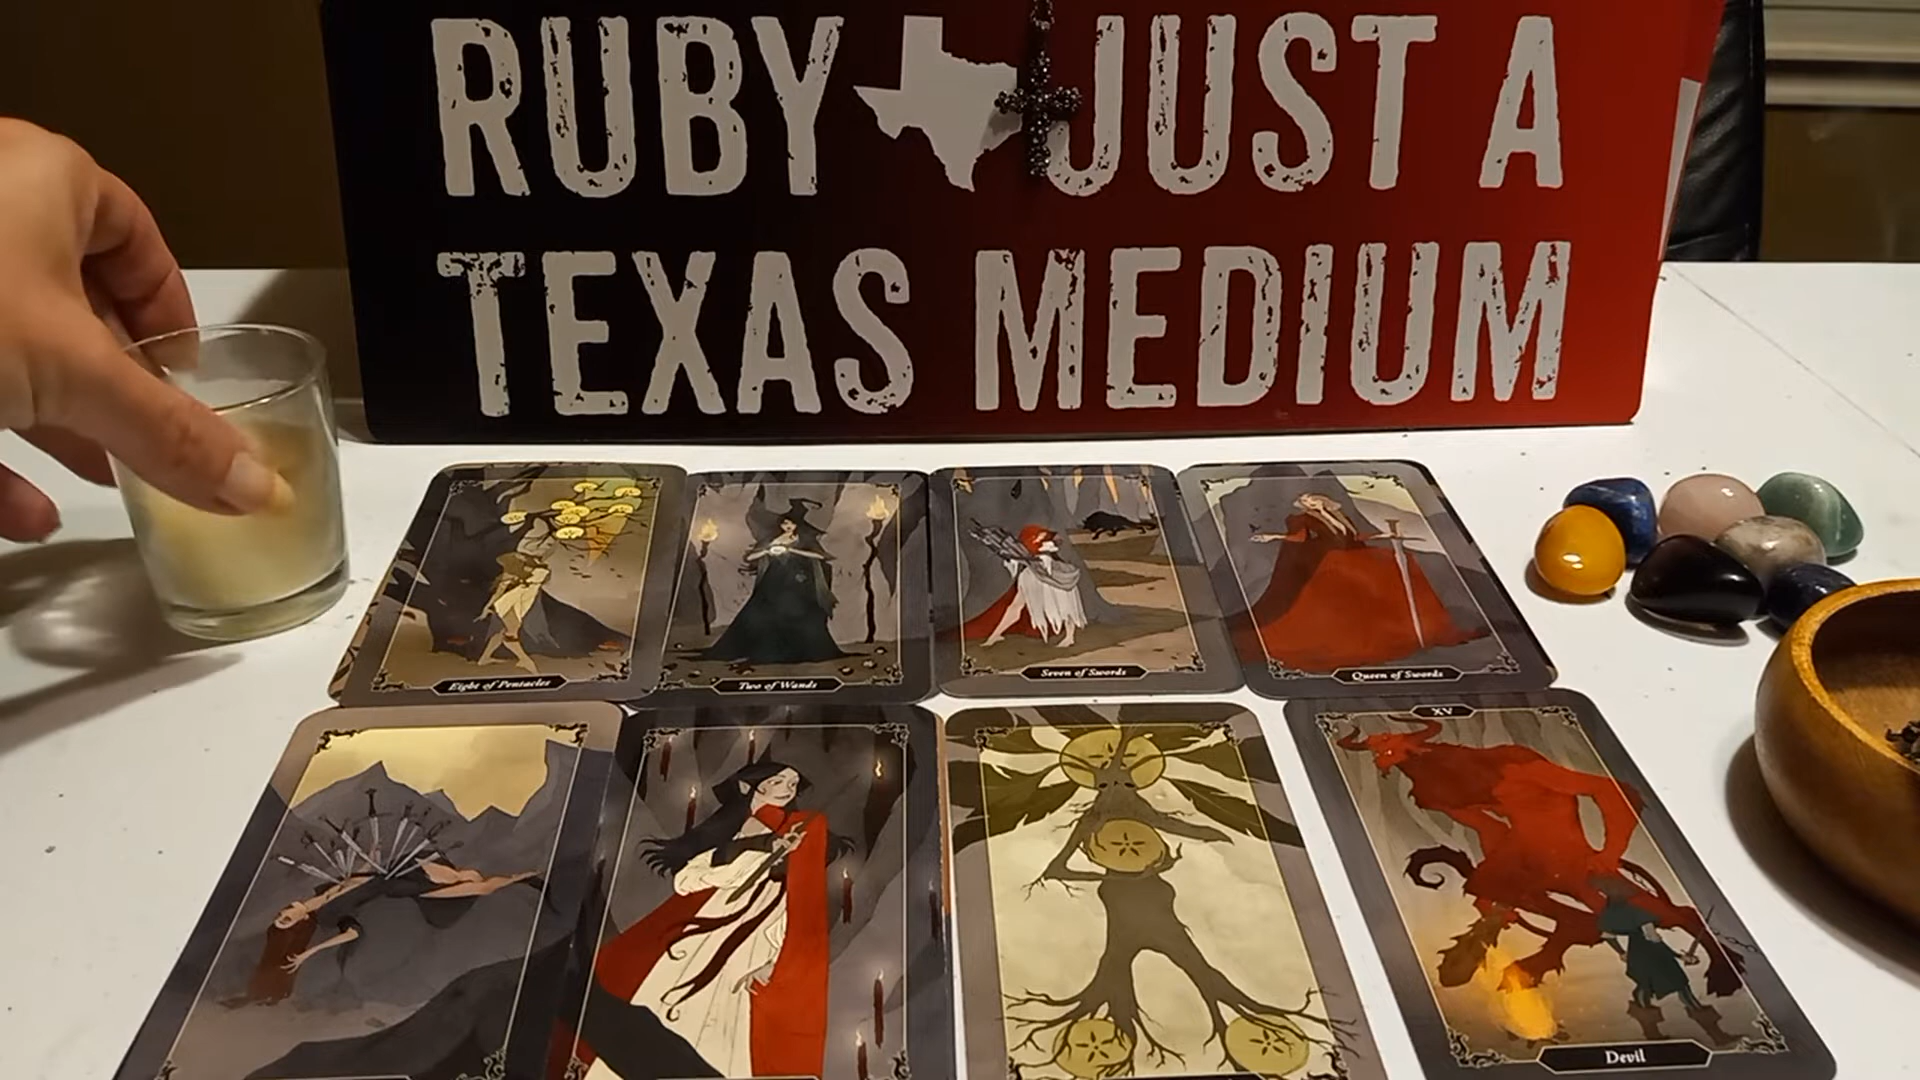 RUBY JUST A
TEXAS MEDIUM
Eight of Pentacles
Two of Wands
Seven of Swords
Queen of Swords
XV
Devil